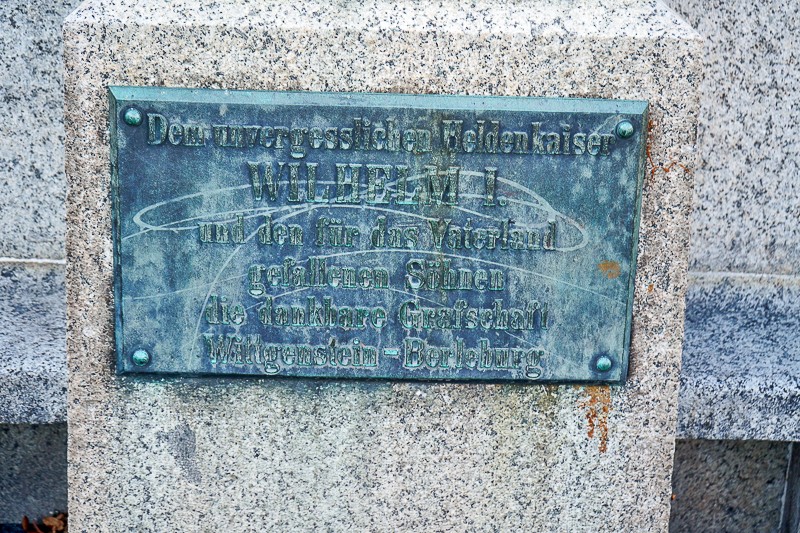 Dem unvergesslichen Heldenkaiser
WILHELM I.
und den für das Vaterland
gefallenen Söhnen
die dankbare Grafschaft
Wittgenstein-Berleburg